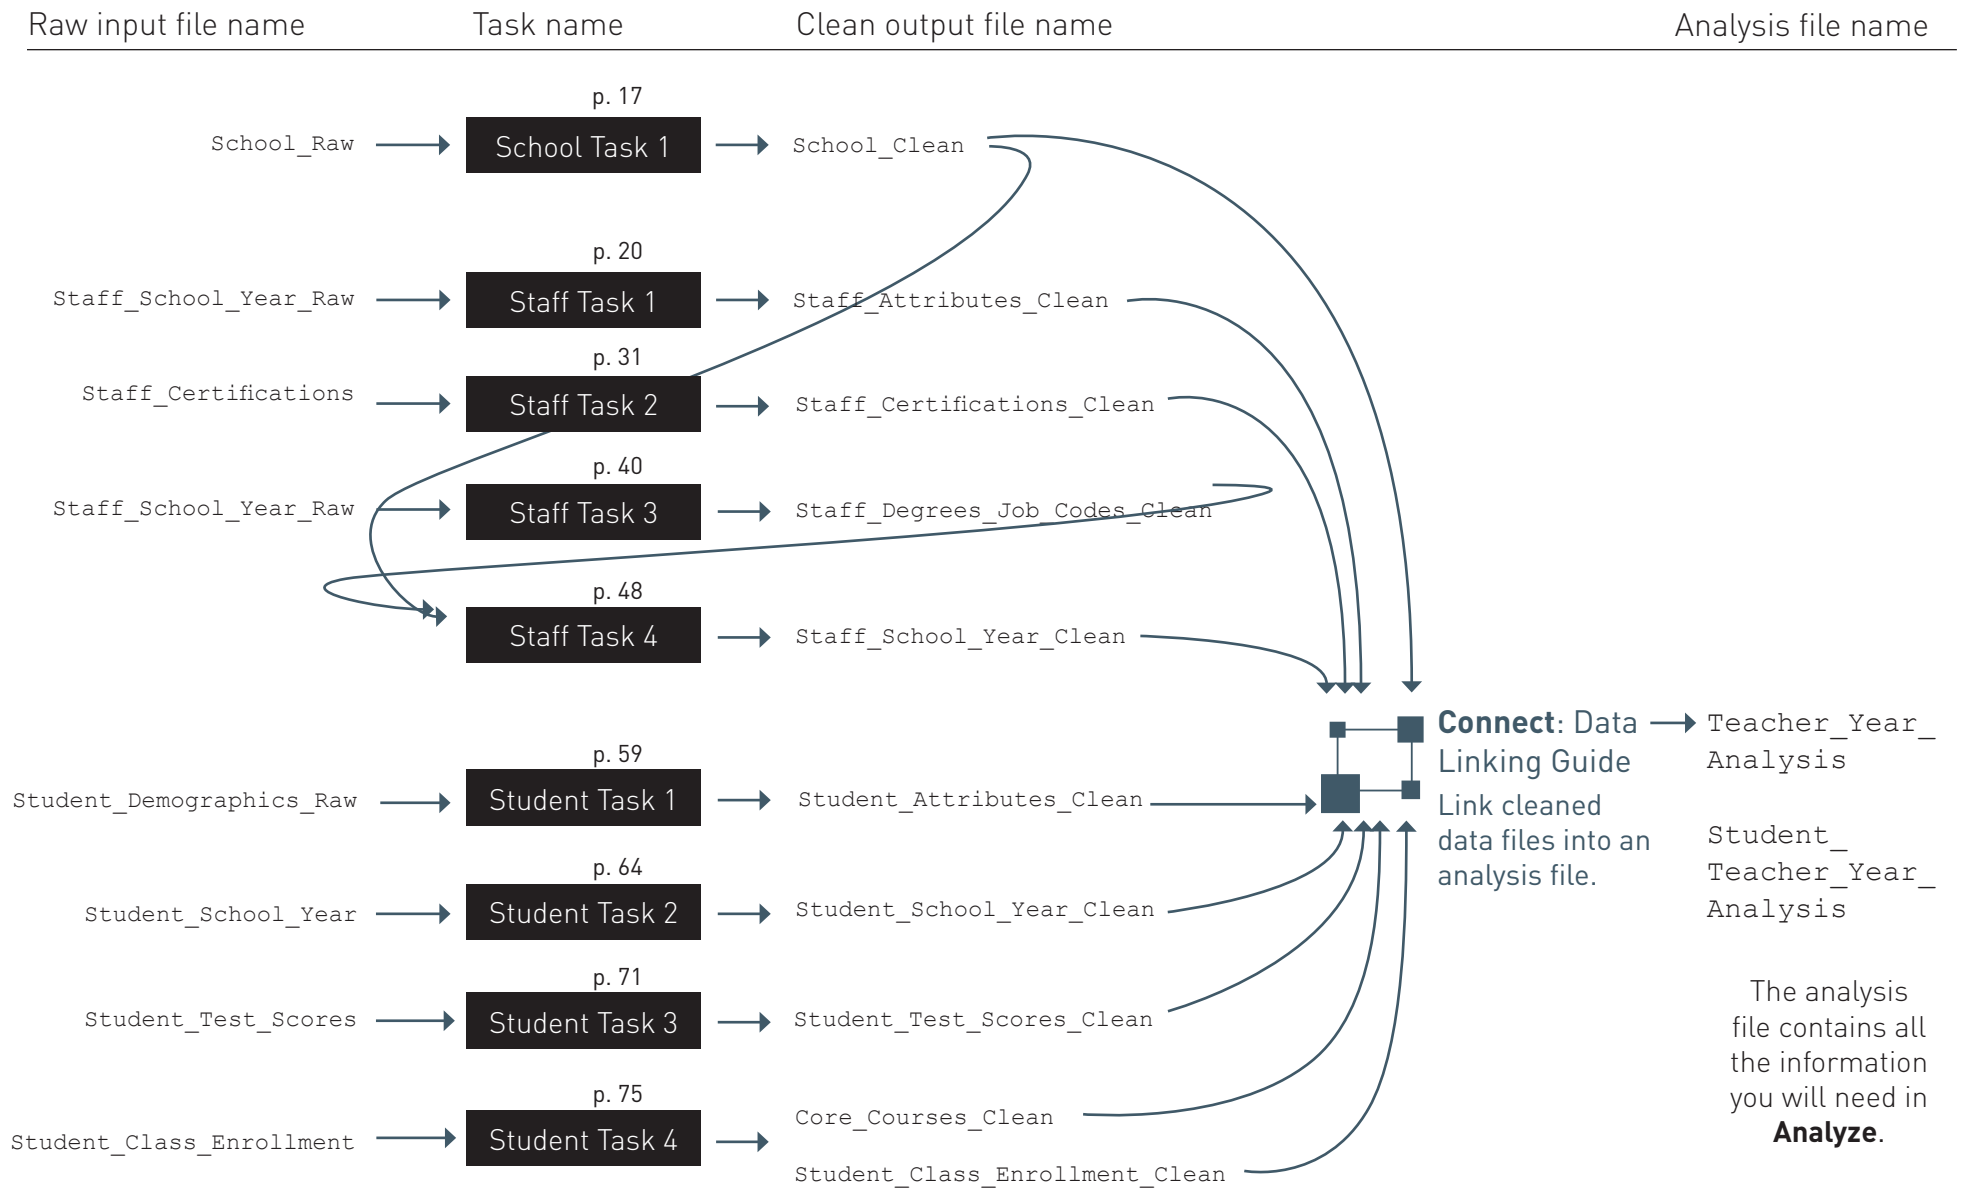 Raw input file name Task name Clean output file name Analysis file name
p. 17
School_Raw School Task 1 School_Clean
p. 20
Staff_School_Year_Raw Staff Task 1 Staff_Attributes_Clean
p. 31
Staff_Certifications Staff Task 2 Staff_Certifications_Clean
p. 40
Staff_School_Year_Raw Staff Task 3 Staff_Degrees_Job_Codes_Clean
p. 48
Staff Task 4 Staff_School_Year_Clean
p. 59
Student_Demographics_Raw Student Task 1 Student_Attributes_Clean
p. 64
Student_School_Year Student Task 2 Student_School_Year_Clean
p. 71
Student_Test_Scores Student Task 3 Student_Test_Scores_Clean
p. 75
Student_Class_Enrollment Student Task 4 Core_Courses_Clean
Student_Class_Enrollment_Clean
Connect: Data
Linking Guide
Link cleaned
data files into an
analysis file.
Teacher_Year_
Analysis
Student_
Teacher_Year_
Analysis
The analysis
file contains all
the information
you will need in
Analyze.